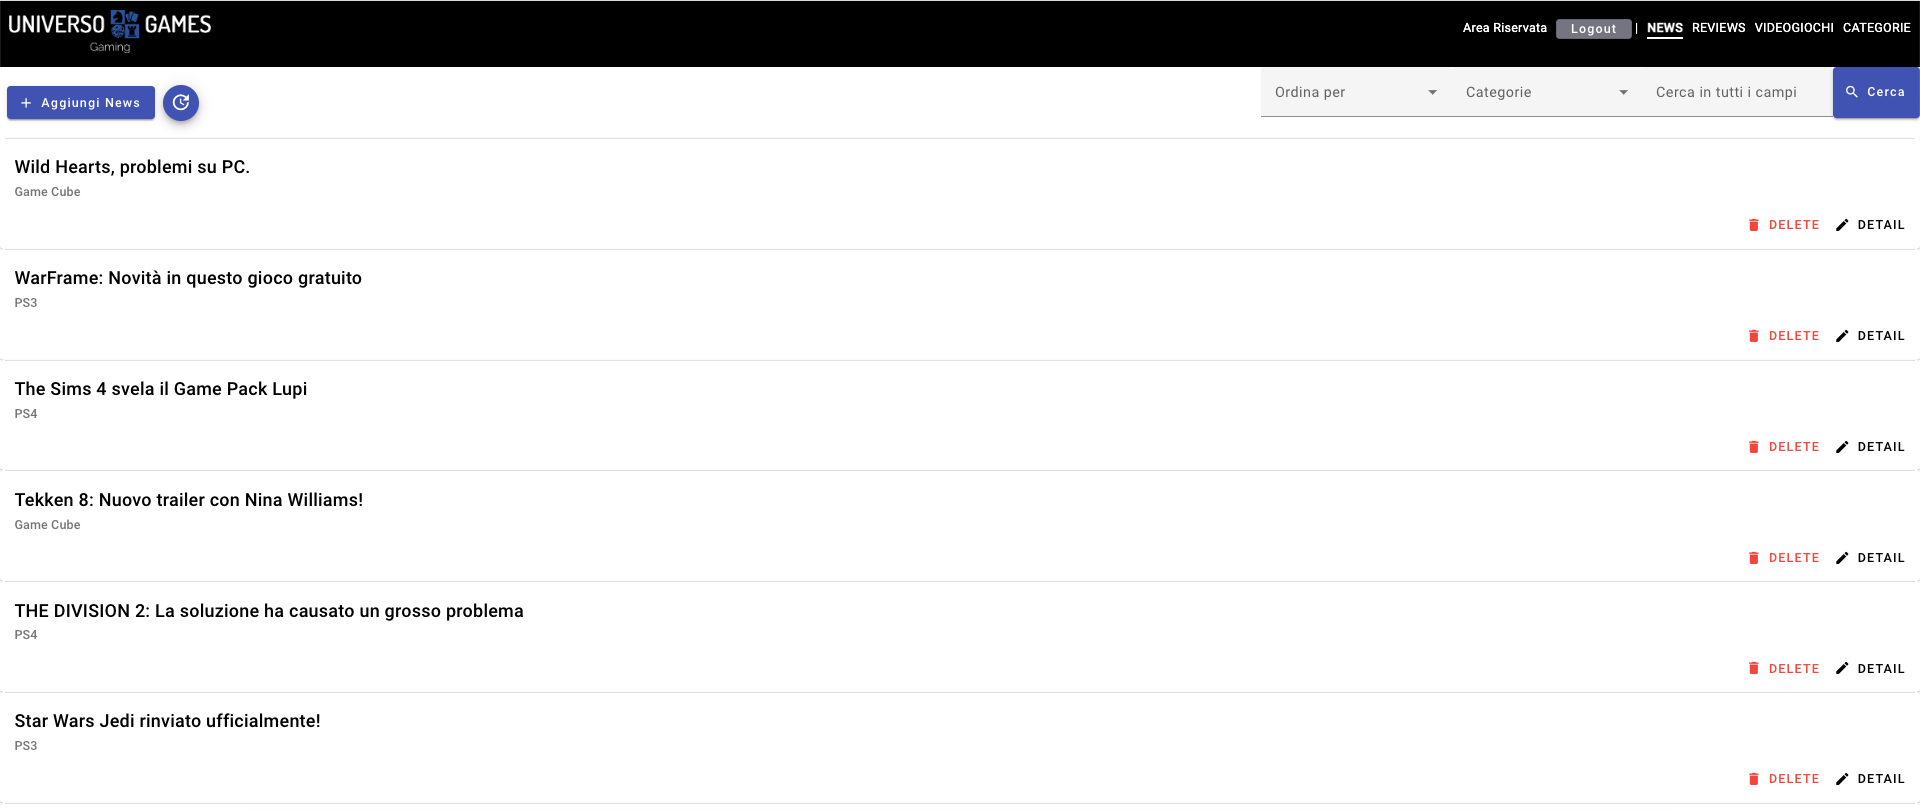 UNIVERSO GAMES
Gaming
Area Riservata Logout | NEWS REVIEWS VIDEOGIOCHI CATEGORIE
+ Aggiungi News
Ordina per Categorie Cerca in tutti i campi Cerca
Wild Hearts, problemi su PC.
Game Cube
DELETE DETAIL
WarFrame: Novità in questo gioco gratuito
PS3
DELETE DETAIL
The Sims 4 svela il Game Pack Lupi
PS4
DELETE DETAIL
Tekken 8: Nuovo trailer con Nina Williams!
Game Cube
DELETE DETAIL
THE DIVISION 2: La soluzione ha causato un grosso problema
PS4
DELETE DETAIL
Star Wars Jedi rinviato ufficialmente!
PS3
DELETE DETAIL